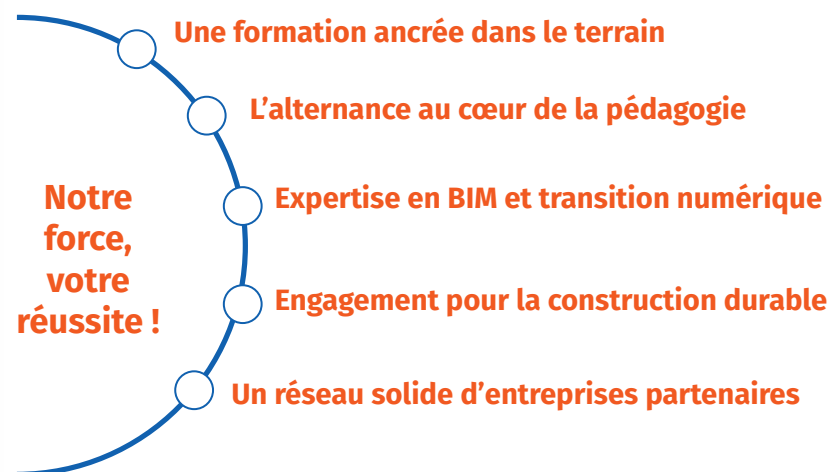 Une formation ancrée dans le terrain
L'alternance au cœur de la pédagogie
Notre
force,
votre
réussite !
Expertise en BIM et transition numérique
Engagement pour la construction durable
Un réseau solide d'entreprises partenaires